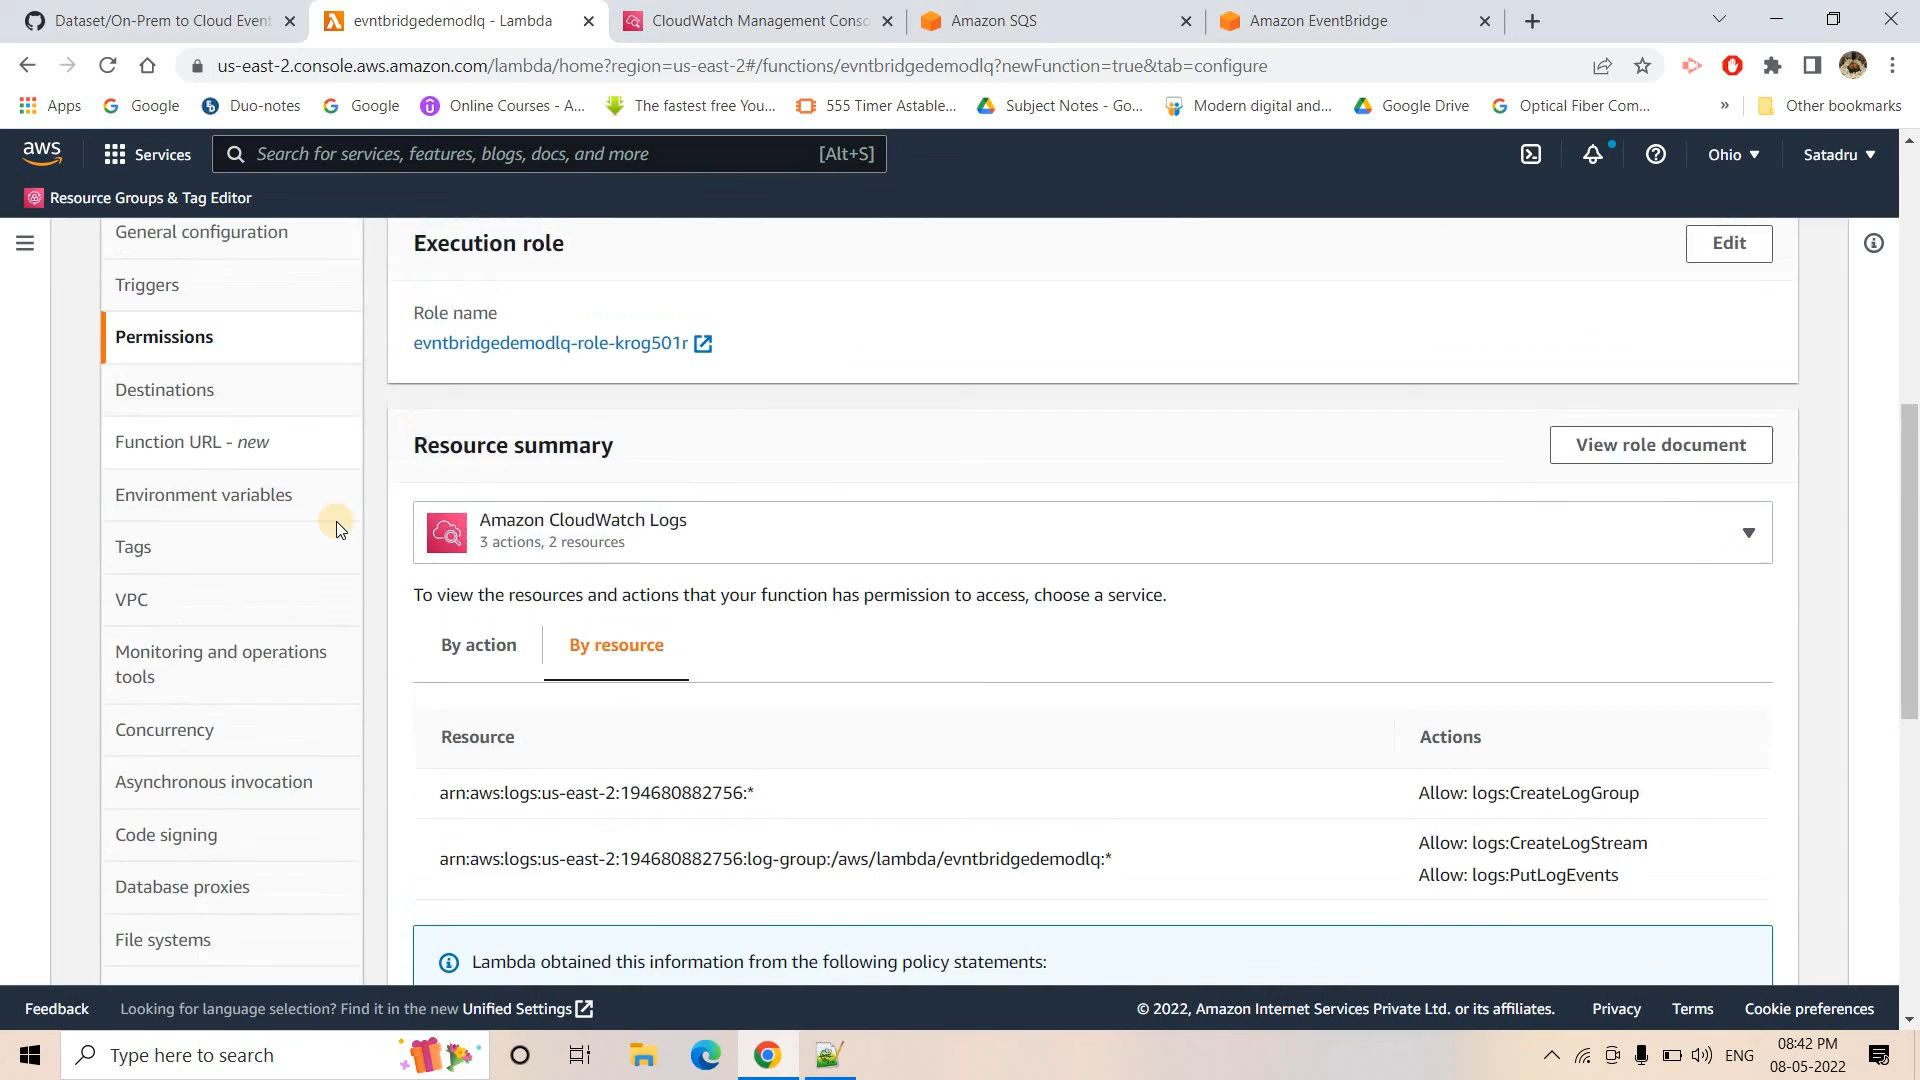 Dataset/On-Prem to Cloud Event
evntbridgedemodlq - Lambda
CloudWatch Management Conso
Amazon SQS
Amazon EventBridge
us-east-2.console.aws.amazon.com/lambda/home?region=us-east-2#/functions/evntbridgedemodlq?newFunction=true&tab=configure
Apps
Google
Duo-notes
Google
Online Courses - A...
The fastest free You...
555 Timer Astable...
Subject Notes - Go...
Modern digital and...
Google Drive
Optical Fiber Com...
»
Other bookmarks
aws
Services
Search for services, features, blogs, docs, and more
[Alt+S]
Ohio
Satadru
Resource Groups & Tag Editor
General configuration
Triggers
Permissions
Destinations
Function URL - new
Environment variables
Tags
VPC
Monitoring and operations
tools
Concurrency
Asynchronous invocation
Code signing
Database proxies
File systems
Execution role
Edit
Role name
evntbridgedemodlq-role-krog501r
Resource summary
View role document
Amazon CloudWatch Logs
3 actions, 2 resources
To view the resources and actions that your function has permission to access, choose a service.
By action
By resource
Resource
Actions
arn:aws:logs:us-east-2:194680882756:*
Allow: logs:CreateLogGroup
arn:aws:logs:us-east-2:194680882756:log-group:/aws/lambda/evntbridgedemodlq:*
Allow: logs:CreateLogStream
Allow: logs:PutLogEvents
Lambda obtained this information from the following policy statements:
Feedback
Looking for language selection? Find it in the new Unified Settings
© 2022, Amazon Internet Services Private Ltd. or its affiliates.
Privacy
Terms
Cookie preferences
Type here to search
ENG
08:42 PM
08-05-2022